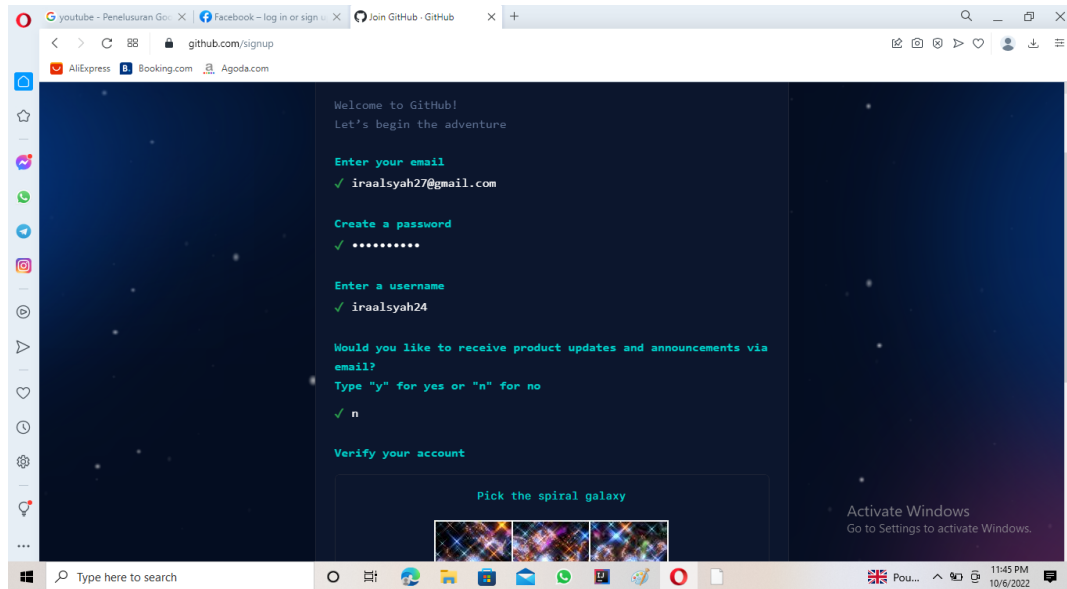 youtube - Penelusuran Goo
Facebook – log in or sign u
Join GitHub · GitHub
github.com/signup
AliExpress
B. Booking.com
a Agoda.com
Welcome to GitHub!
Let's begin the adventure
Enter your email
✓ iraalsyah27@gmail.com
Create a password
✓ ••••••••••
Enter a username
✓ iraalsyah24
Would you like to receive product updates and announcements via
email?
Type "y" for yes or "n" for no
✓ n
Verify your account
Pick the spiral galaxy
Activate Windows
Go to Settings to activate Windows.
Type here to search
Pou...
11:45 PM
10/6/2022